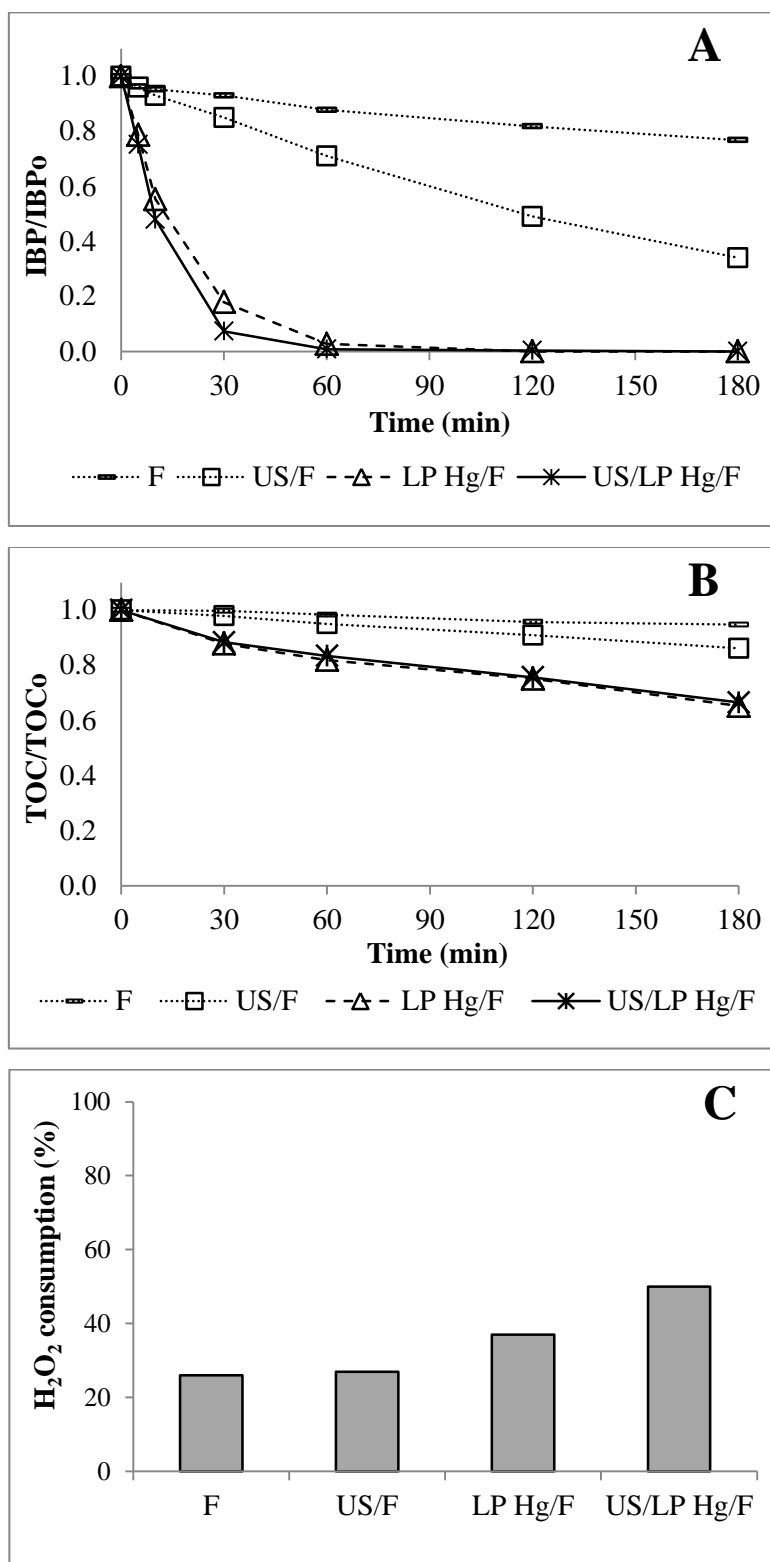 A
1.0
0.8
0.6
0.4
0.2
0.0
IBP/IBPo
0 30 60 90 120 150 180
Time (min)
F US/F LP Hg/F US/LP Hg/F
B
1.0
0.8
0.6
0.4
0.2
0.0
TOC/TOCo
0 30 60 90 120 150 180
Time (min)
F US/F LP Hg/F US/LP Hg/F
C
100
80
60
40
20
0
H₂O₂ consumption (%)
F US/F LP Hg/F US/LP Hg/F